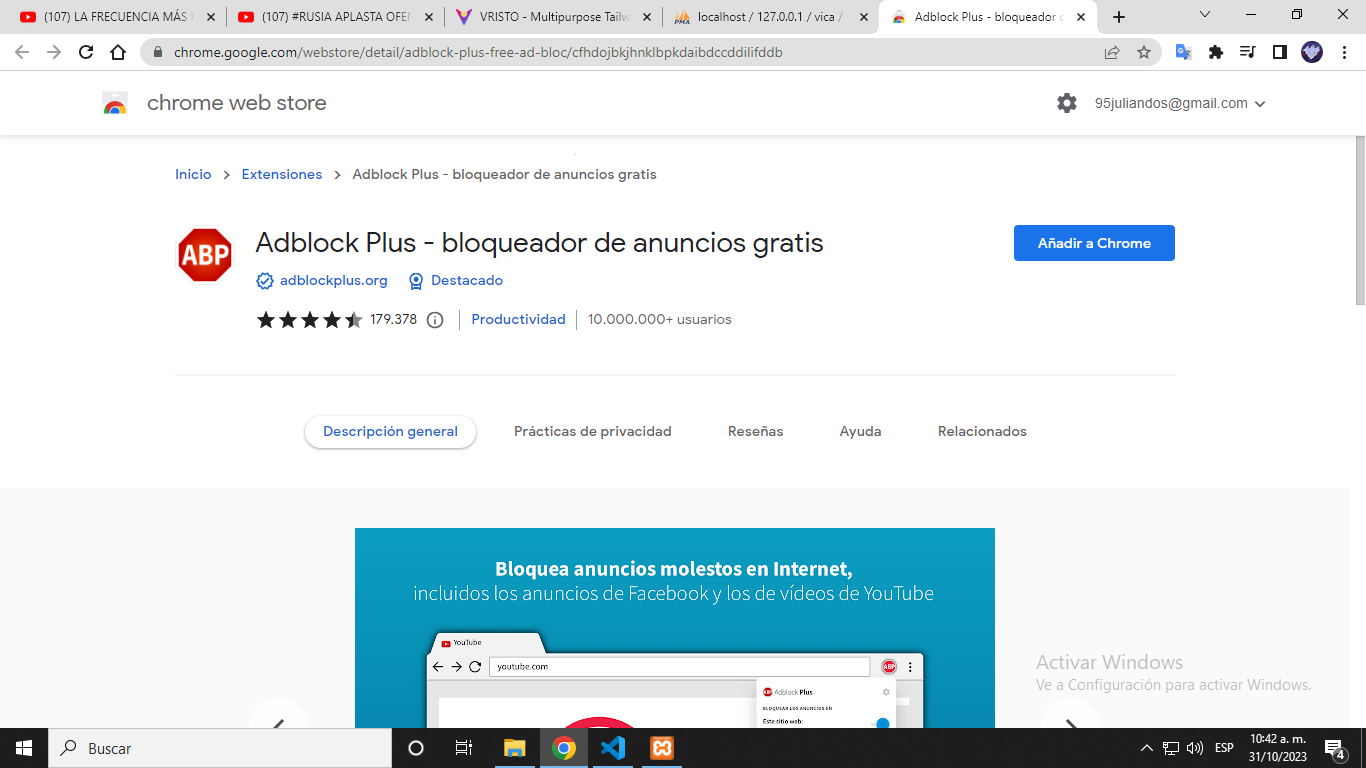 (107) LA FRECUENCIA MÁS
(107) #RUSIA APLASTA OFEN
VRISTO - Multipurpose Tailw
localhost / 127.0.0.1 / vica /
Adblock Plus - bloqueador d
chrome.google.com/webstore/detail/adblock-plus-free-ad-bloc/cfhdojbkjhnklbpkdaibdccddilifddb
chrome web store
95juliandos@gmail.com
Inicio
Extensiones
Adblock Plus - bloqueador de anuncios gratis
ABP
Adblock Plus - bloqueador de anuncios gratis
Añadir a Chrome
adblockplus.org
Destacado
179.378
Productividad
10.000.000+ usuarios
Descripción general
Prácticas de privacidad
Reseñas
Ayuda
Relacionados
Bloquea anuncios molestos en Internet,
incluidos los anuncios de Facebook y los de vídeos de YouTube
YouTube
youtube.com
ABP
ABP Adblock Plus
BLOQUEAR LOS ANUNCIOS EN
Este sitio web:
Activar Windows
Ve a Configuración para activar Windows.
Buscar
ESP
10:42 a. m.
31/10/2023
4